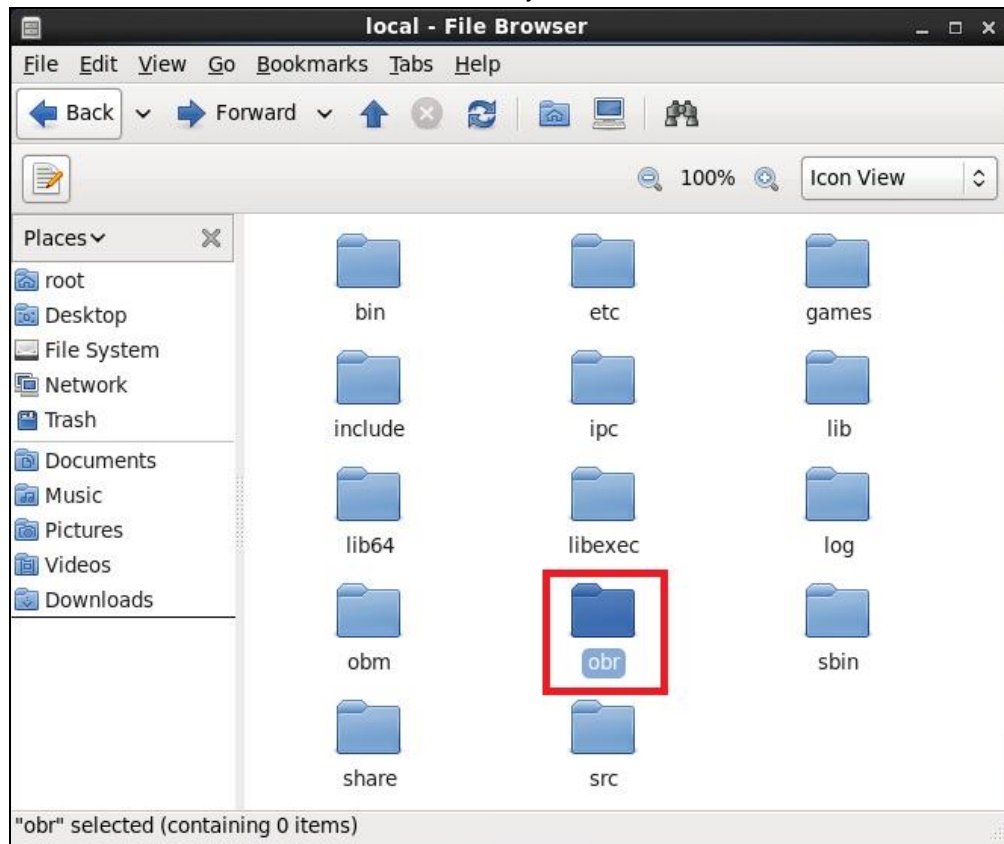 local - File Browser
File Edit View Go Bookmarks Tabs Help
Back Forward
100% Icon View
Places
root
Desktop
File System
Network
Trash
Documents
Music
Pictures
Videos
Downloads
bin etc games
include ipc lib
lib64 libexec log
obm obr sbin
share src
"obr" selected (containing 0 items)